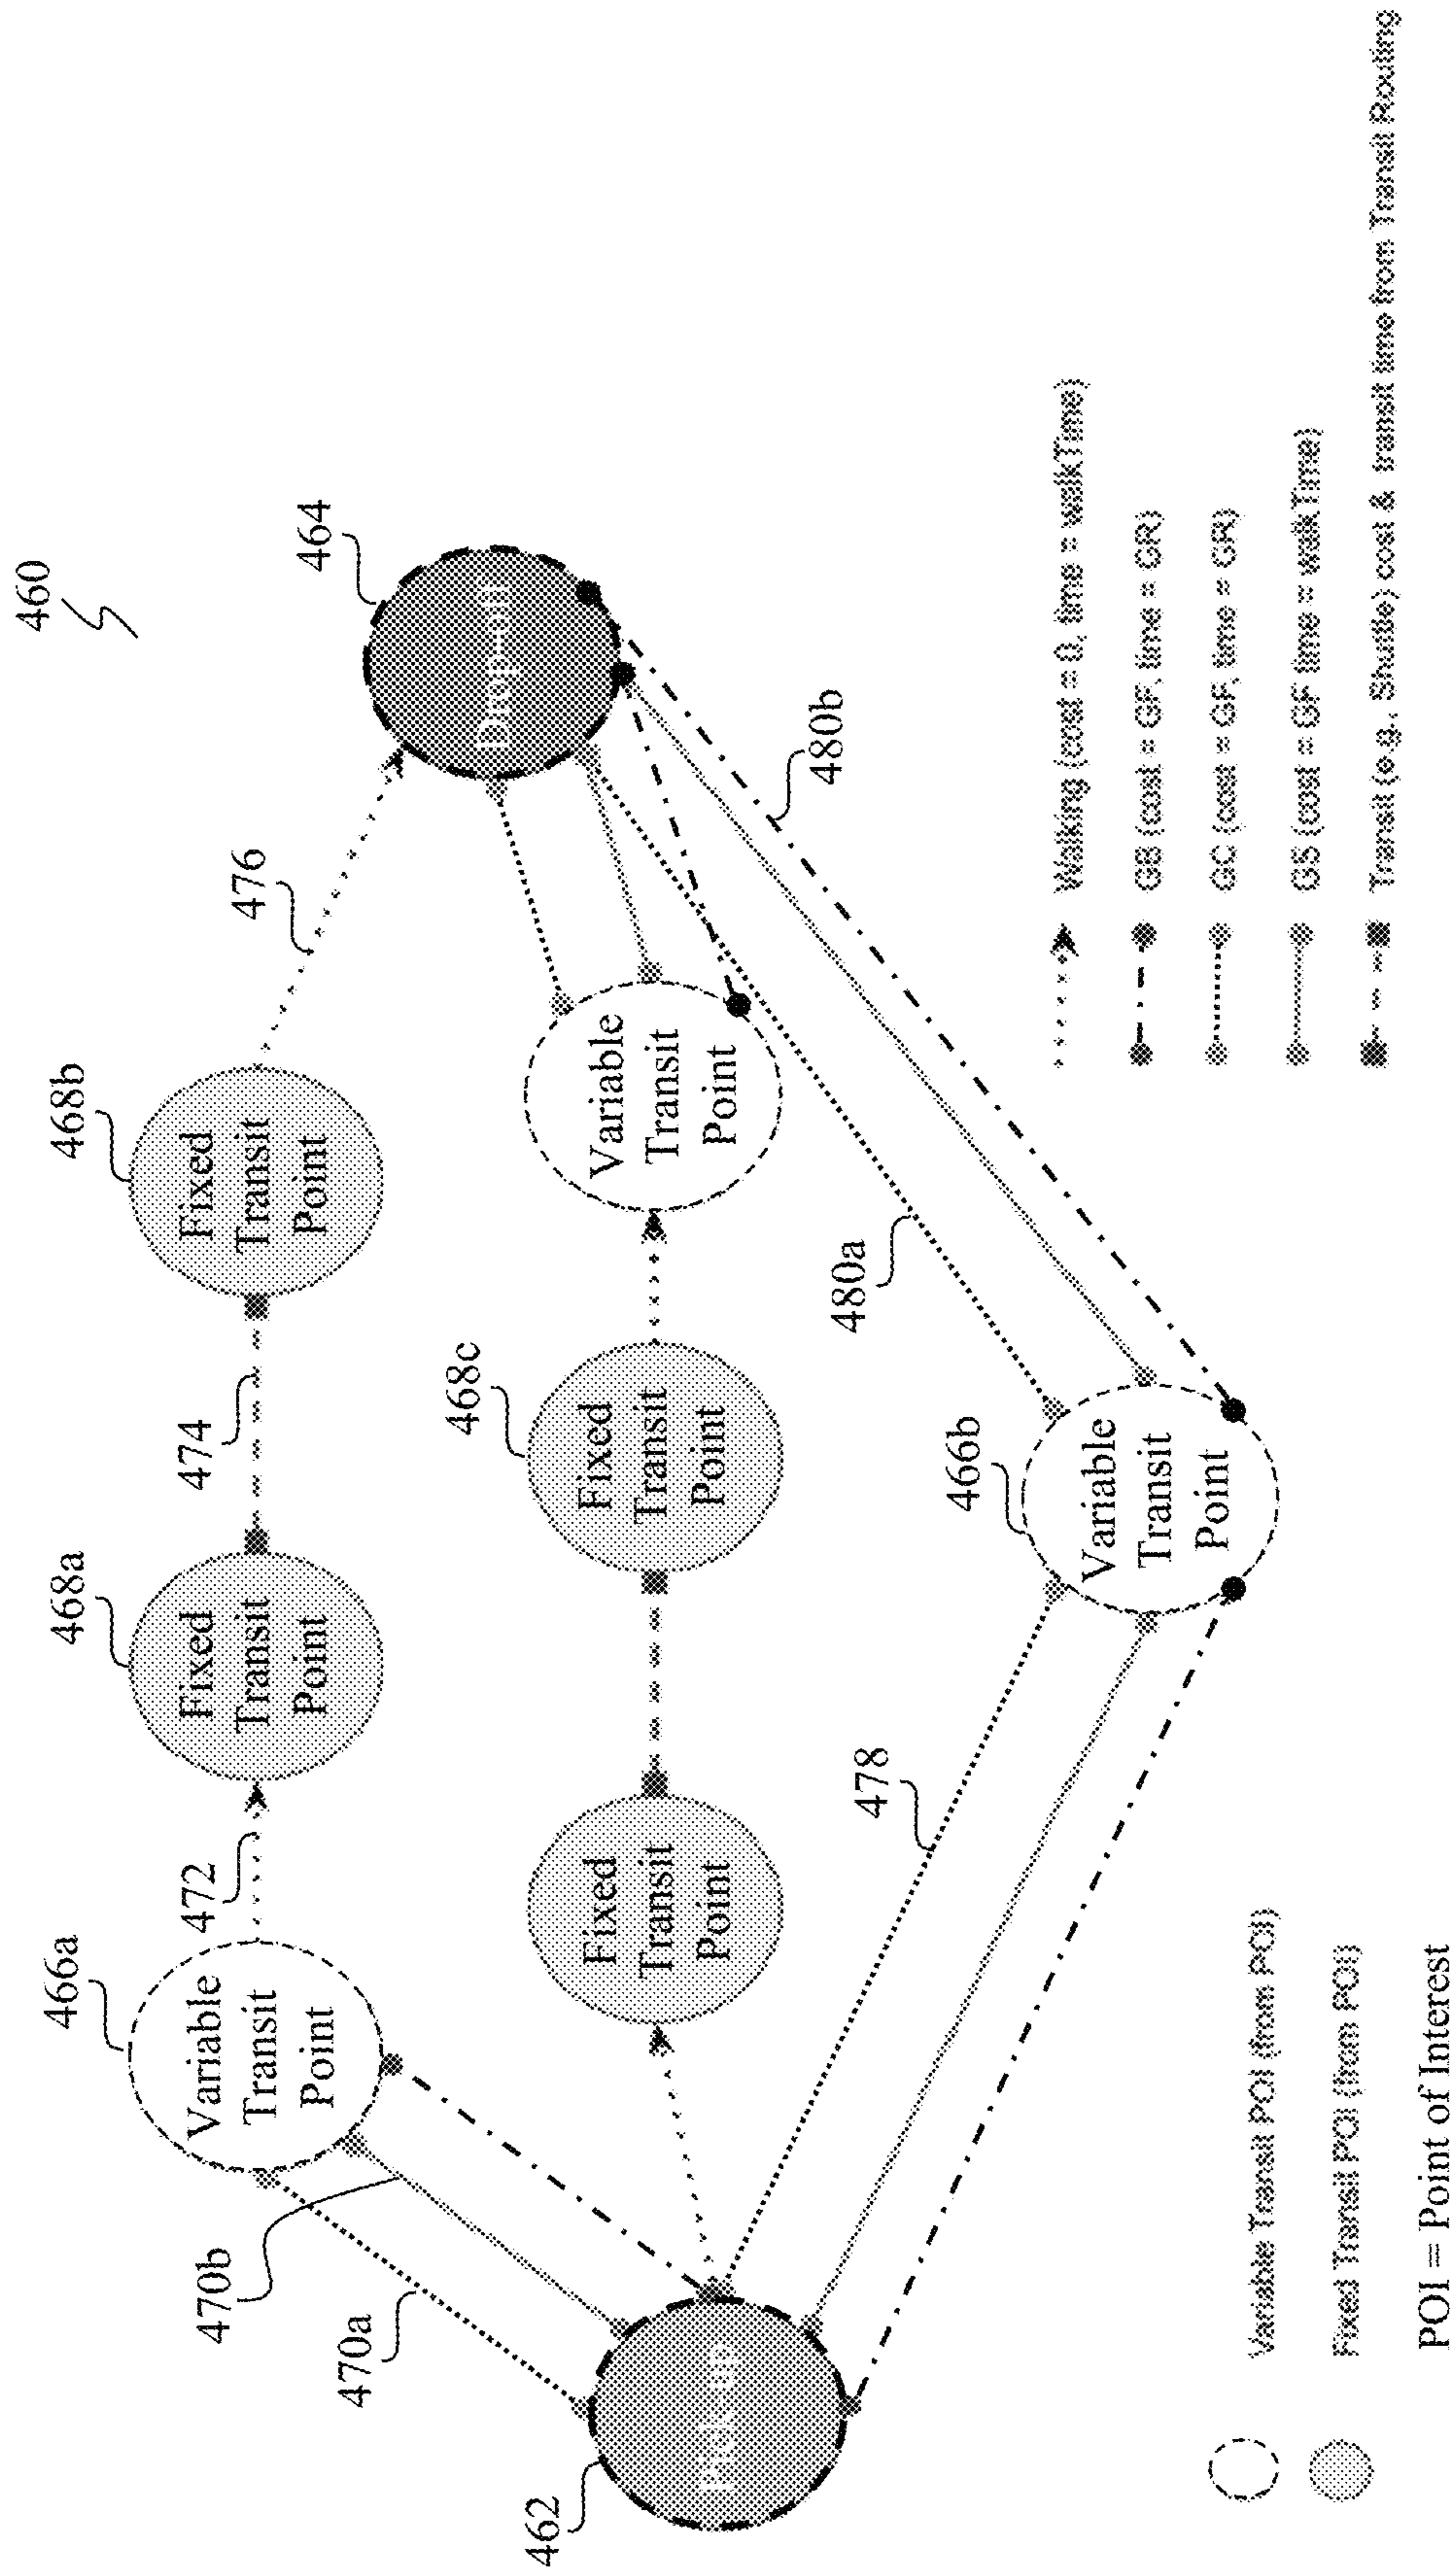 460
466a
Variable
Transit
Point
472
468a
Fixed
Transit
Point
474
468b
Fixed
Transit
Point
476
464
Drop-off
470b
470a
462
Pick-up
Fixed
Transit
Point
468c
Fixed
Transit
Point
Variable
Transit
Point
478
466b
Variable
Transit
Point
480a
480b
Variable Transit POI (from POI)
Fixed Transit POI (from POI)
POI = Point of Interest
Walking (cost = 0, time = walkTime)
GB (cost = GF, time = GR)
GC (cost = GF, time = GR)
GS (cost = GF time = walkTime)
Transit (e.g., Shuttle) cost & transit time from Transit Routing